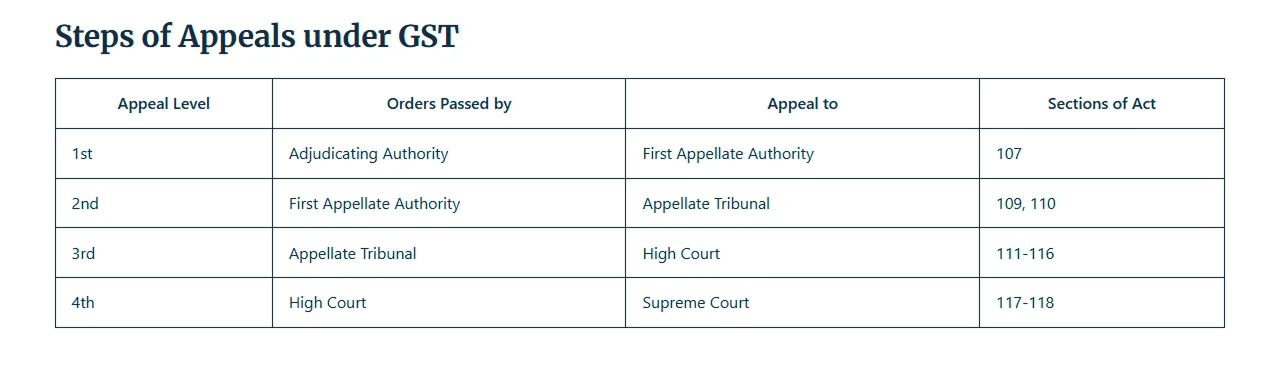 Steps of Appeals under GST
Appeal Level Orders Passed by Appeal to Sections of Act
1st Adjudicating Authority First Appellate Authority 107
2nd First Appellate Authority Appellate Tribunal 109, 110
3rd Appellate Tribunal High Court 111-116
4th High Court Supreme Court 117-118